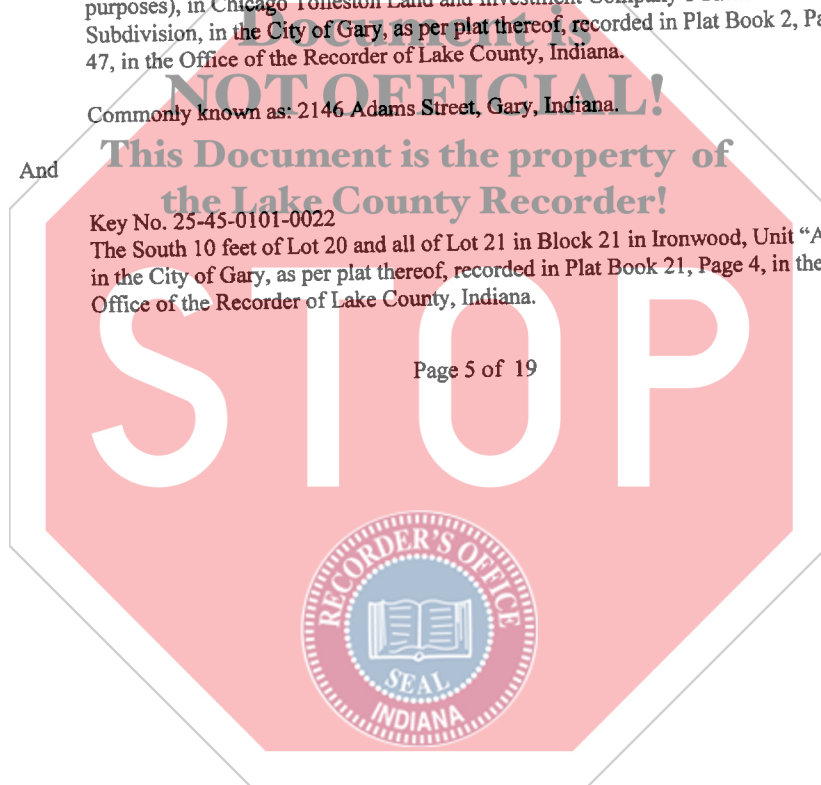 purposes), in Chicago Tolleston Land and Investment Company's
Subdivision, in the City of Gary, as per plat thereof, recorded in Plat Book 2,
Document is
47, in the Office of the Recorder of Lake County, Indiana.
NOT OFFICIAL!
Commonly known as: 2146 Adams Street, Gary, Indiana.
This Document is the property of
And
the Lake County Recorder!
Key No. 25-45-0101-0022
The South 10 feet of Lot 20 and all of Lot 21 in Block 21 in Ironwood, Unit “A
in the City of Gary, as per plat thereof, recorded in Plat Book 21, Page 4, in the
Office of the Recorder of Lake County, Indiana.
STOP
Page 5 of 19
RECORDER'S OFFICE
SEAL
INDIANA